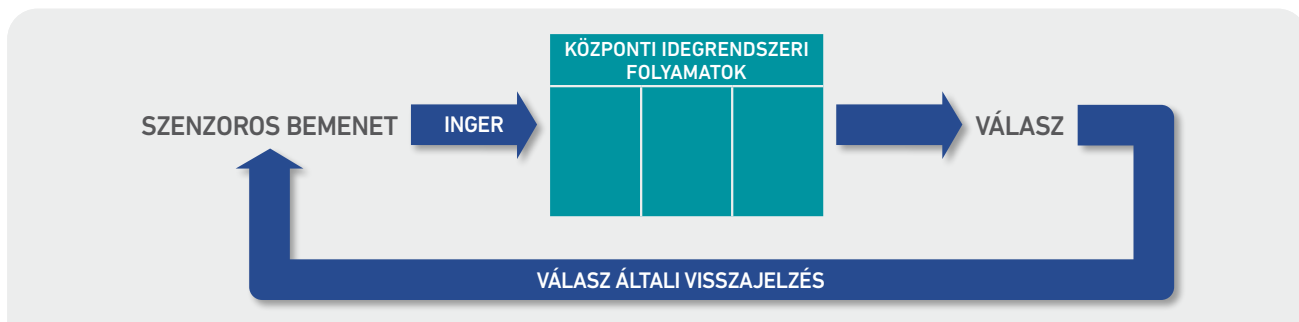 KÖZPONTI IDEGRENDSZERI
FOLYAMATOK
SZENZOROS BEMENET
INGER
VÁLASZ
VÁLASZ ÁLTALI VISSZAJELZÉS